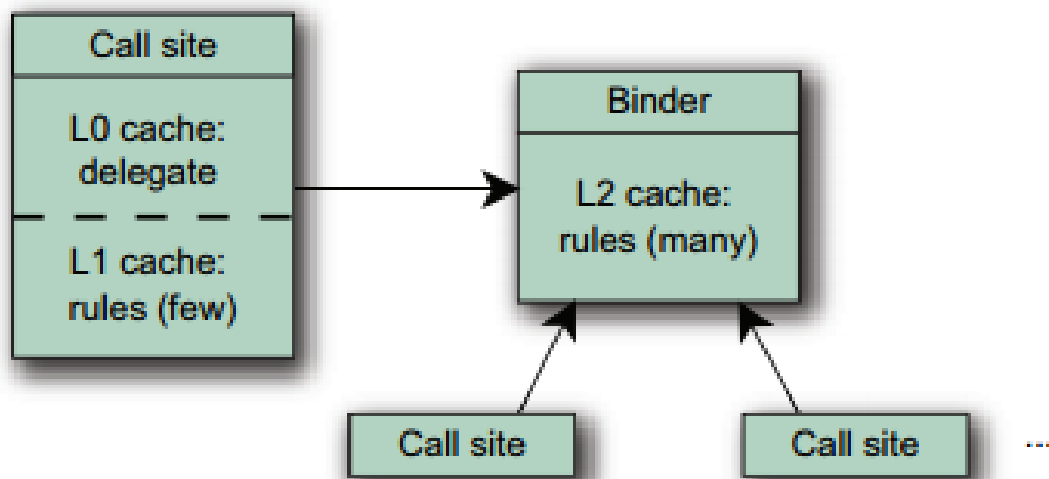 Call site
L0 cache:
delegate
L1 cache:
rules (few)
Binder
L2 cache:
rules (many)
Call site
Call site
...